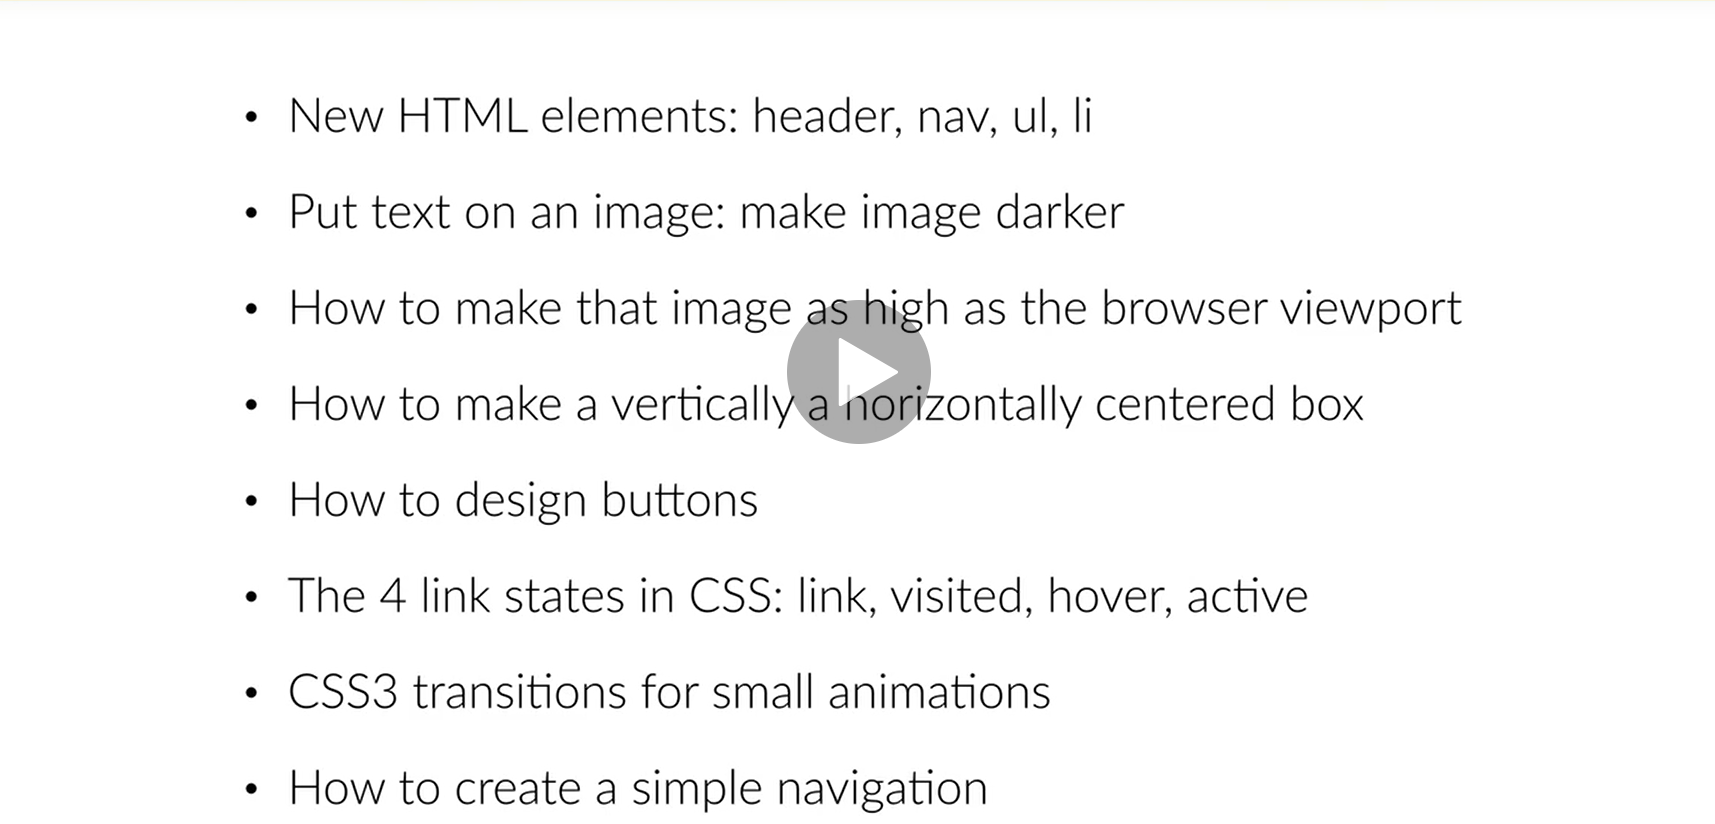 • New HTML elements: header, nav, ul, li
• Put text on an image: make image darker
• How to make that image as high as the browser viewport
• How to make a vertically a horizontally centered box
• How to design buttons
• The 4 link states in CSS: link, visited, hover, active
• CSS3 transitions for small animations
• How to create a simple navigation